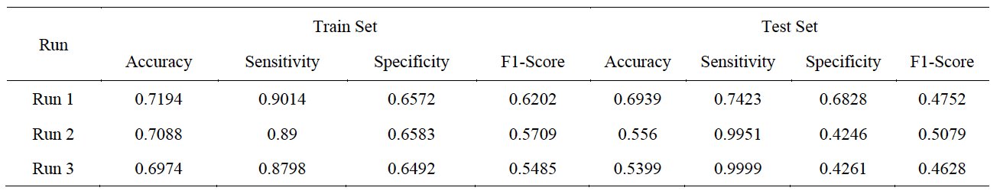 Run Train Set Test Set
Accuracy Sensitivity Specificity F1-Score Accuracy Sensitivity Specificity F1-Score
Run 1 0.7194 0.9014 0.6572 0.6202 0.6939 0.7423 0.6828 0.4752
Run 2 0.7088 0.89 0.6583 0.5709 0.556 0.9951 0.4246 0.5079
Run 3 0.6974 0.8798 0.6492 0.5485 0.5399 0.9999 0.4261 0.4628